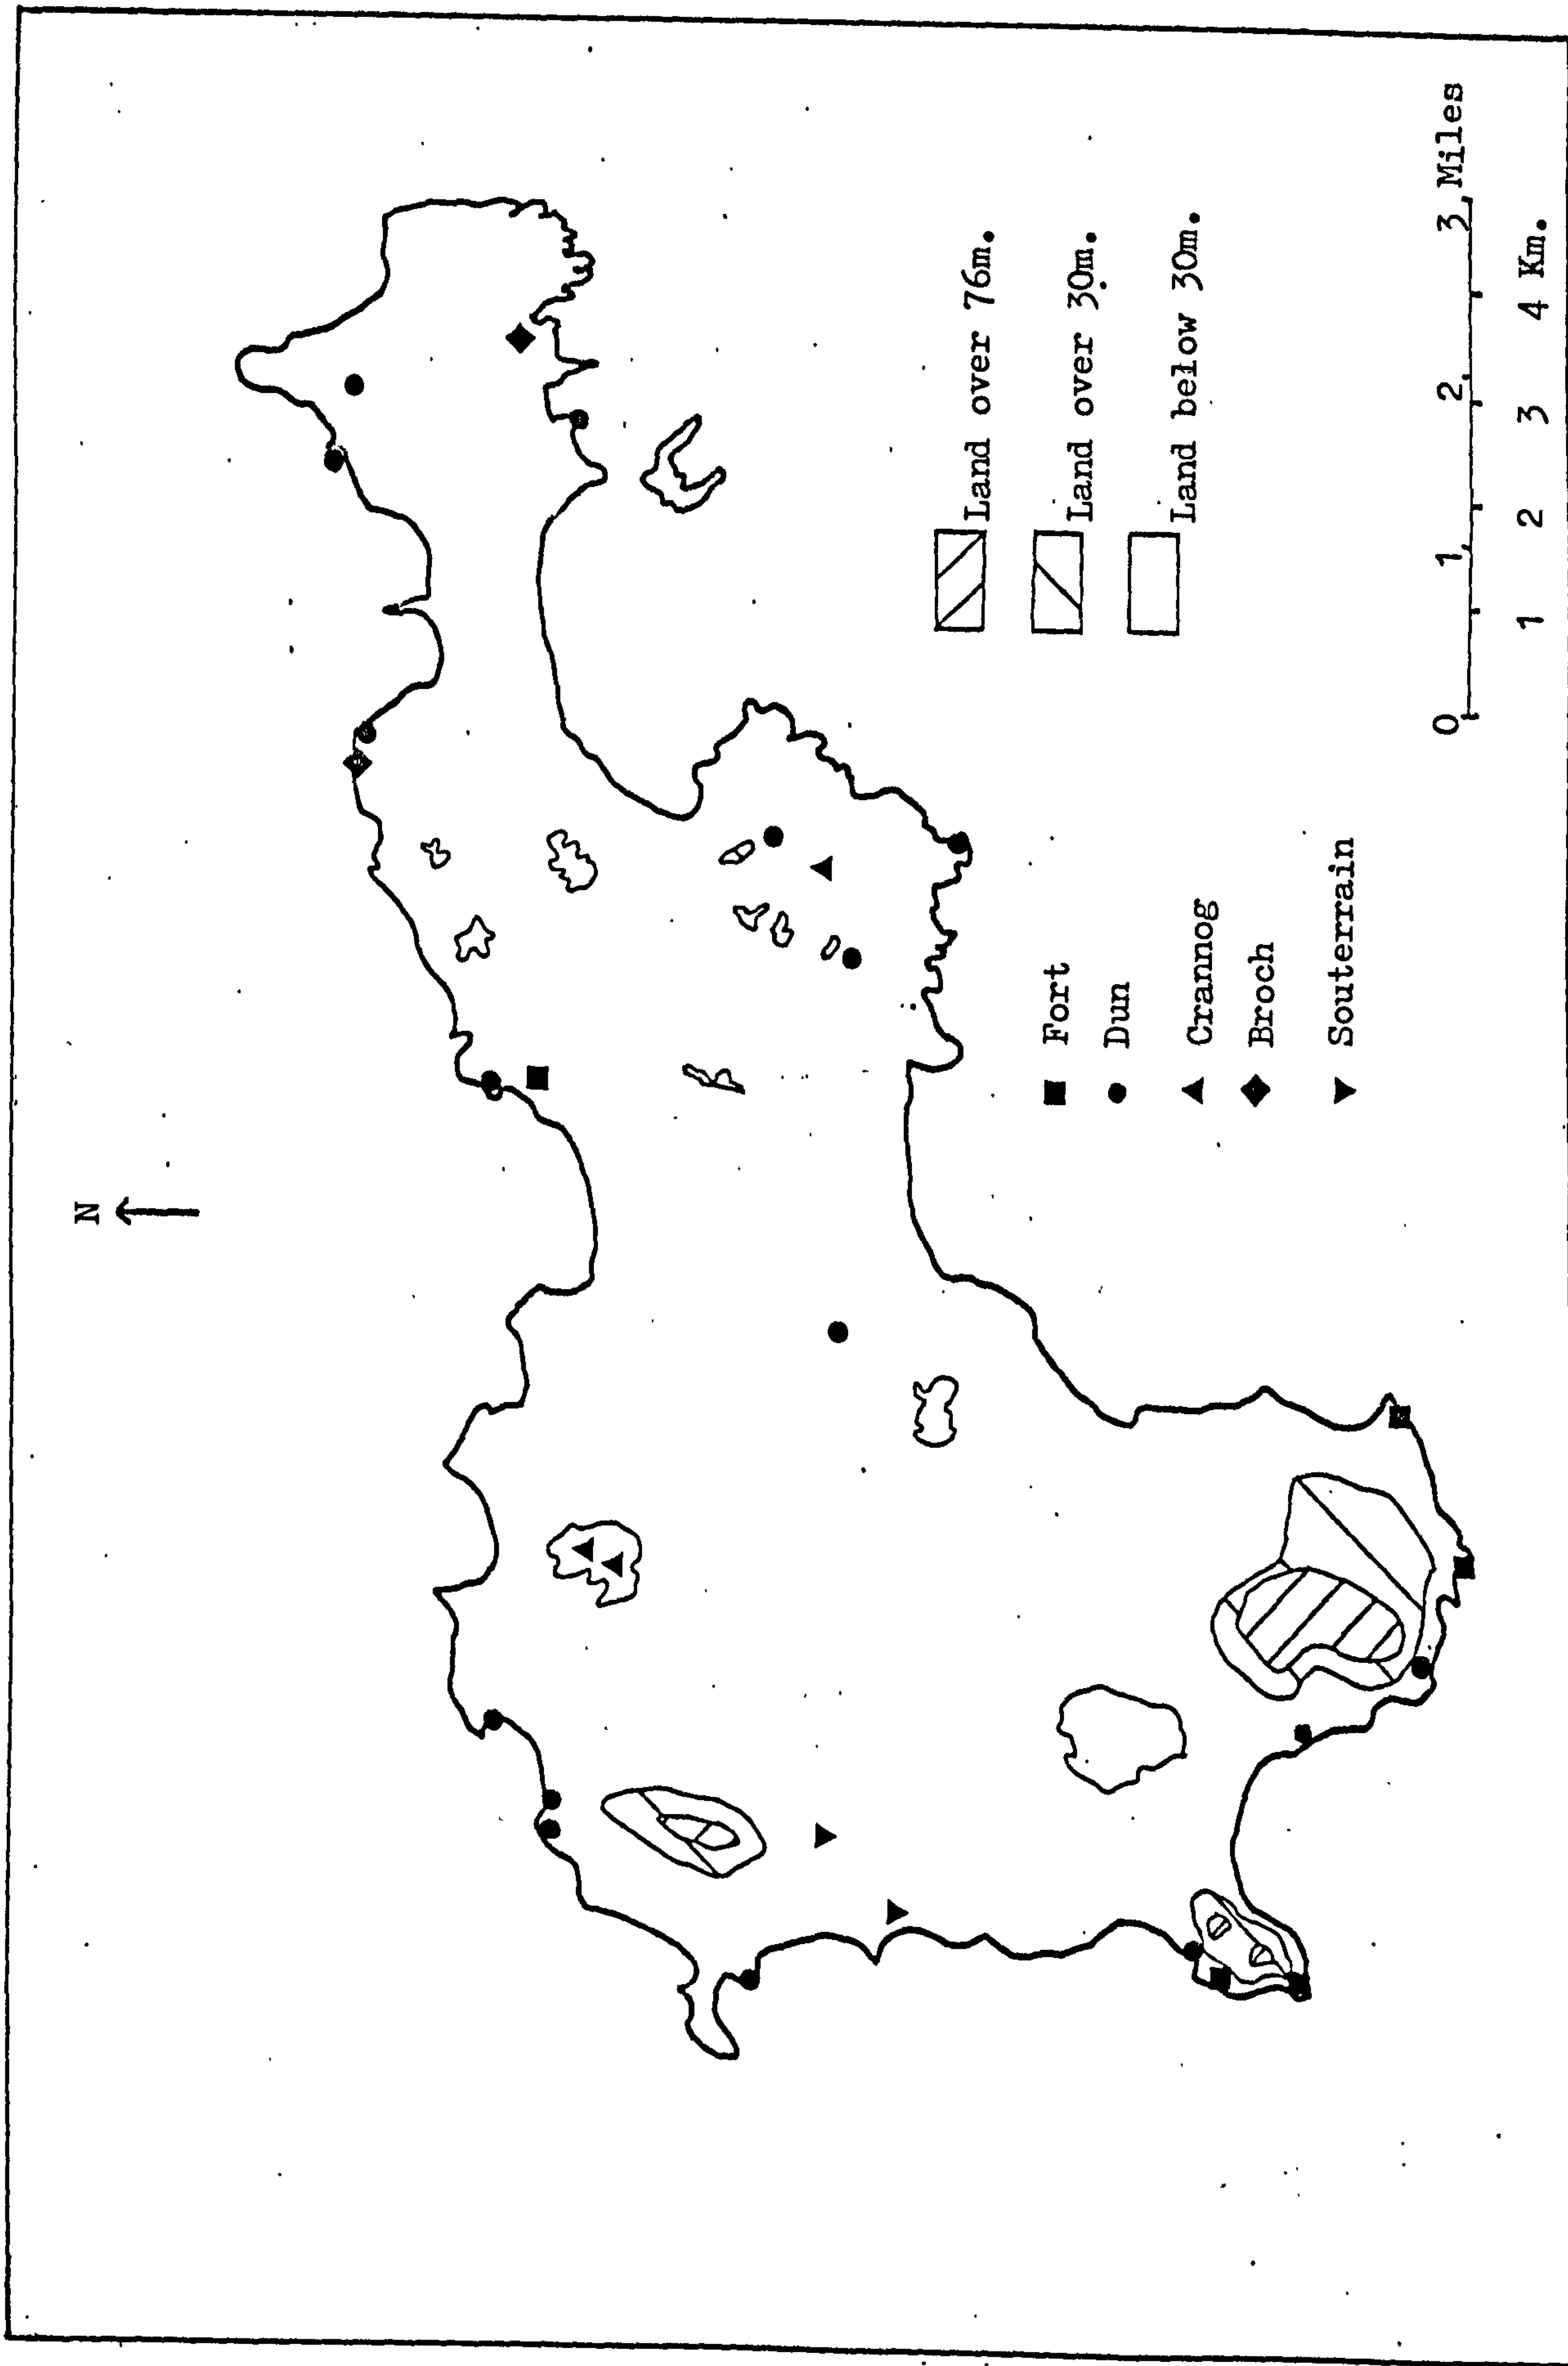 N
Fort
Dun
Crannog
Broch
Souterrain
Land over 76m.
Land over 30m.
Land below 30m.
0 1 2 3 Miles
1 2 3 4 Km.